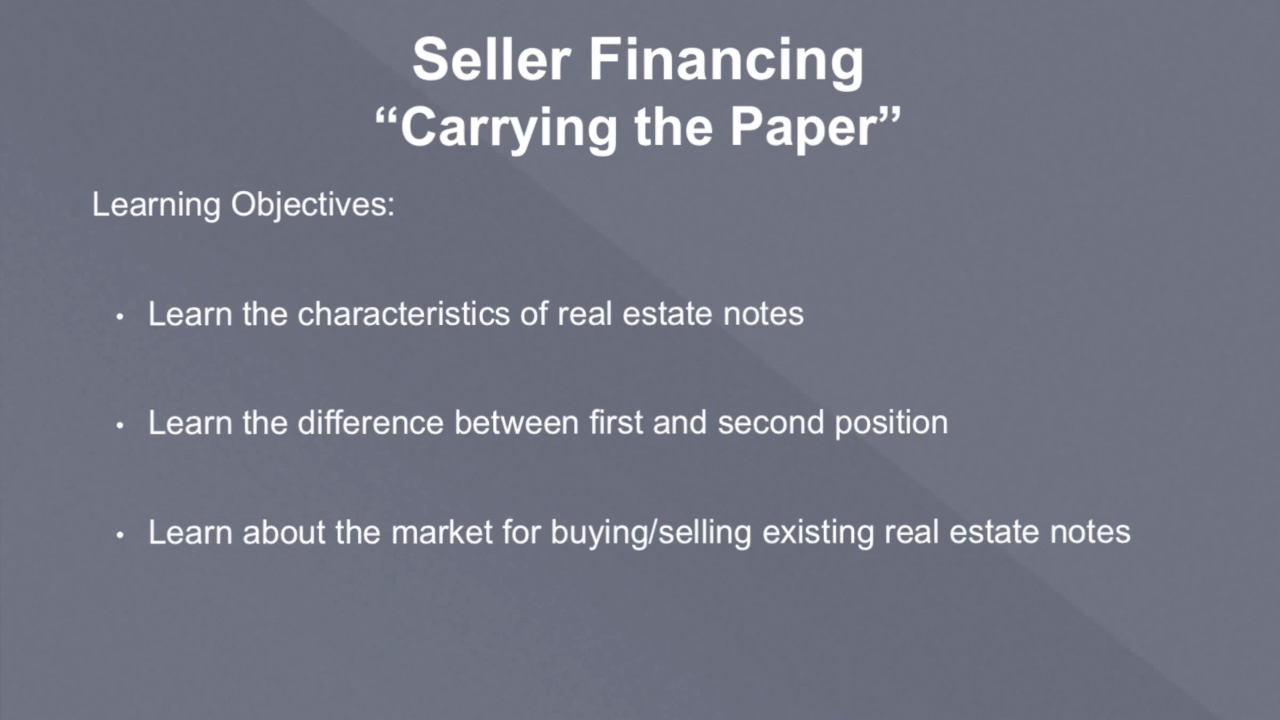 Seller Financing
“Carrying the Paper”
Learning Objectives:
• Learn the characteristics of real estate notes
• Learn the difference between first and second position
• Learn about the market for buying/selling existing real estate notes